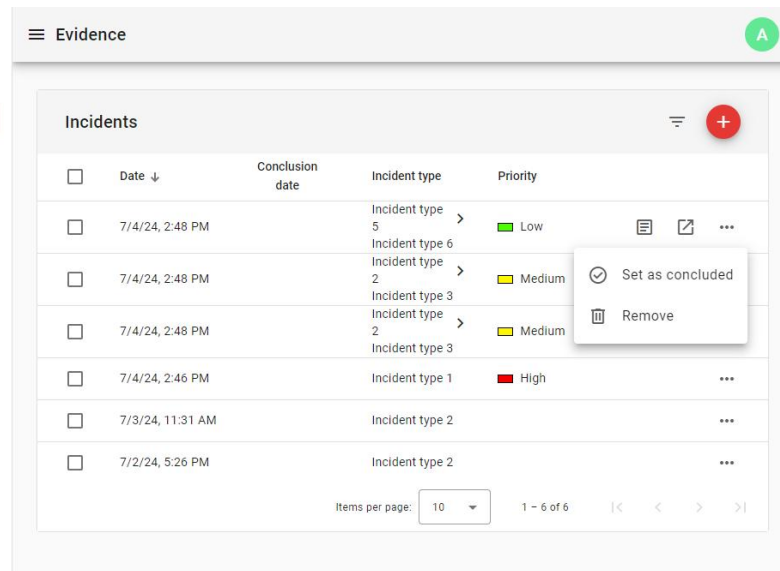 Evidence
A
Incidents
Date
Conclusion
date
Incident type
Priority
7/4/24, 2:48 PM
Incident type
5
Incident type 6
Low
7/4/24, 2:48 PM
Incident type
2
Incident type 3
Medium
Set as concluded
Remove
7/4/24, 2:48 PM
Incident type
2
Incident type 3
Medium
7/4/24, 2:46 PM
Incident type 1
High
7/3/24, 11:31 AM
Incident type 2
7/2/24, 5:26 PM
Incident type 2
Items per page: 10
1 – 6 of 6